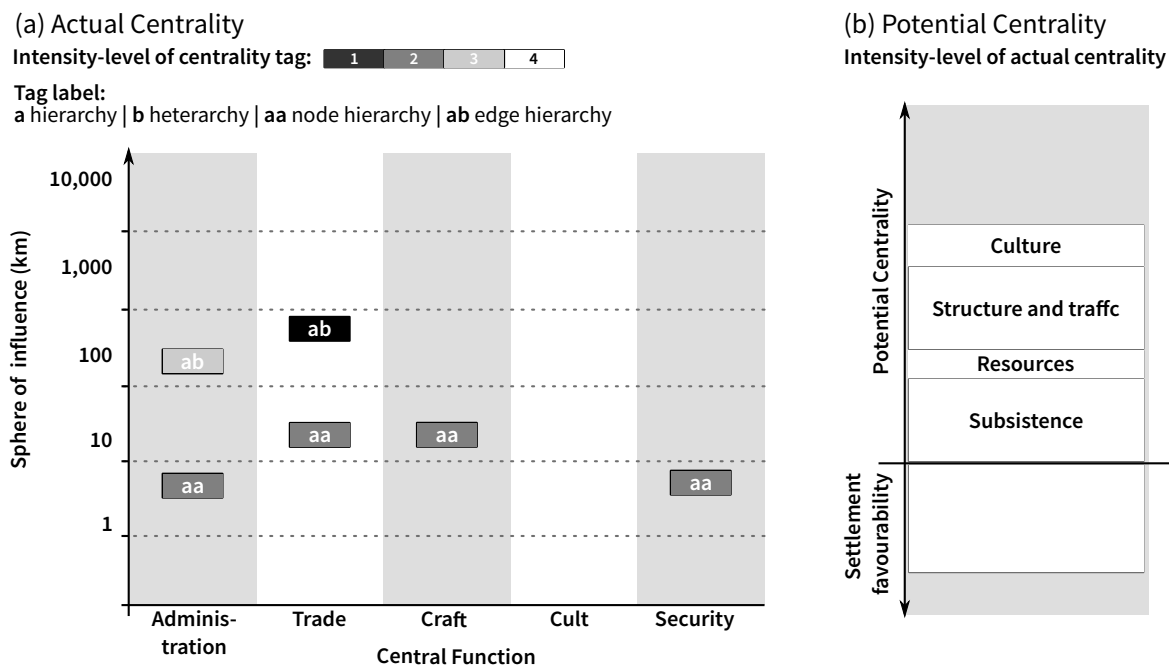 (a) Actual Centrality
Intensity-level of centrality tag: 1 2 3 4
Tag label:
a hierarchy | b heterarchy | aa node hierarchy | ab edge hierarchy
Sphere of influence (km)
10,000
1,000
100
10
1
ab
ab
aa
aa
aa
aa
Adminis-
tration
Trade
Craft
Cult
Security
Central Function
(b) Potential Centrality
Intensity-level of actual centrality
Potential Centrality
Culture
Structure and traffc
Resources
Subsistence
Settlement
favourability